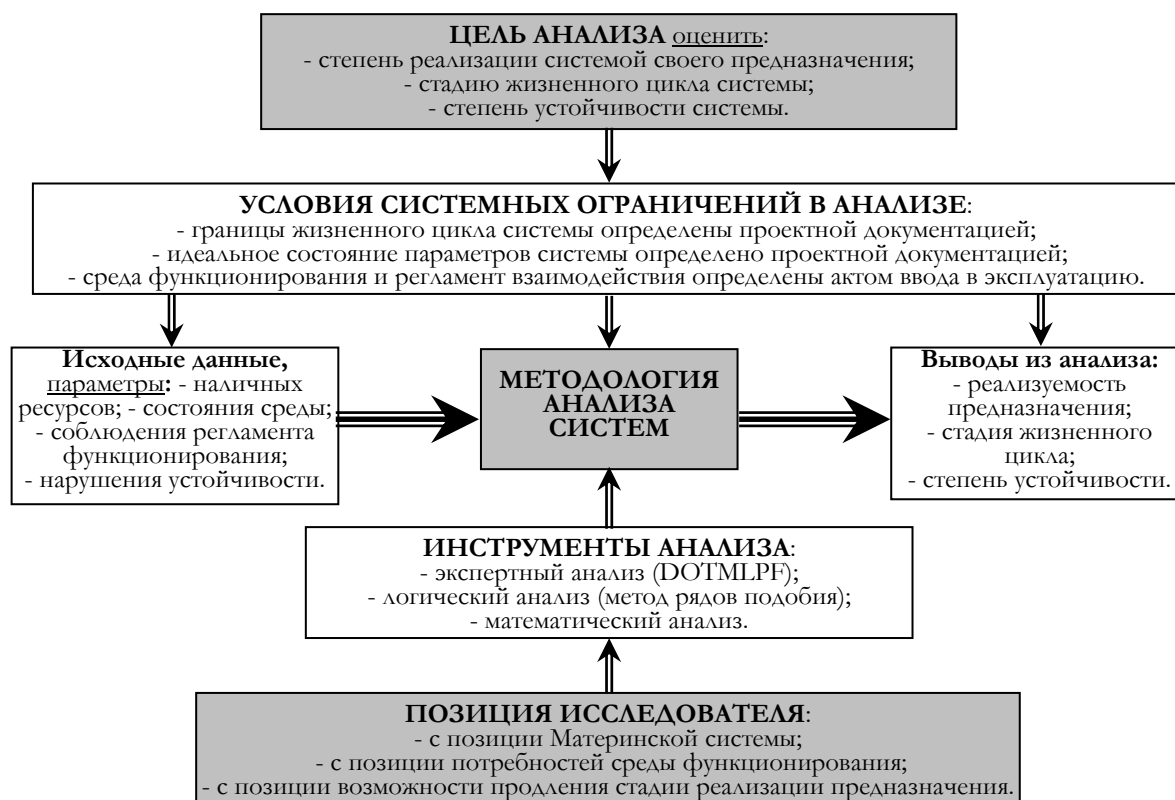 ЦЕЛЬ АНАЛИЗА оценить:
- степень реализации системой своего предназначения;
- стадию жизненного цикла системы;
- степень устойчивости системы.
УСЛОВИЯ СИСТЕМНЫХ ОГРАНИЧЕНИЙ В АНАЛИЗЕ:
- границы жизненного цикла системы определены проектной документацией;
- идеальное состояние параметров системы определено проектной документацией;
- среда функционирования и регламент взаимодействия определены актом ввода в эксплуатацию.
Исходные данные,
параметры: - наличных
ресурсов; - состояния среды;
- соблюдения регламента
функционирования;
- нарушения устойчивости.
МЕТОДОЛОГИЯ
АНАЛИЗА
СИСТЕМ
Выводы из анализа:
- реализуемость
предназначения;
- стадия жизненного
цикла;
- степень устойчивости.
ИНСТРУМЕНТЫ АНАЛИЗА:
- экспертный анализ (DOTMLPF);
- логический анализ (метод рядов подобия);
- математический анализ.
ПОЗИЦИЯ ИССЛЕДОВАТЕЛЯ:
- с позиции Материнской системы;
- с позиции потребностей среды функционирования;
- с позиции возможности продления стадии реализации предназначения.